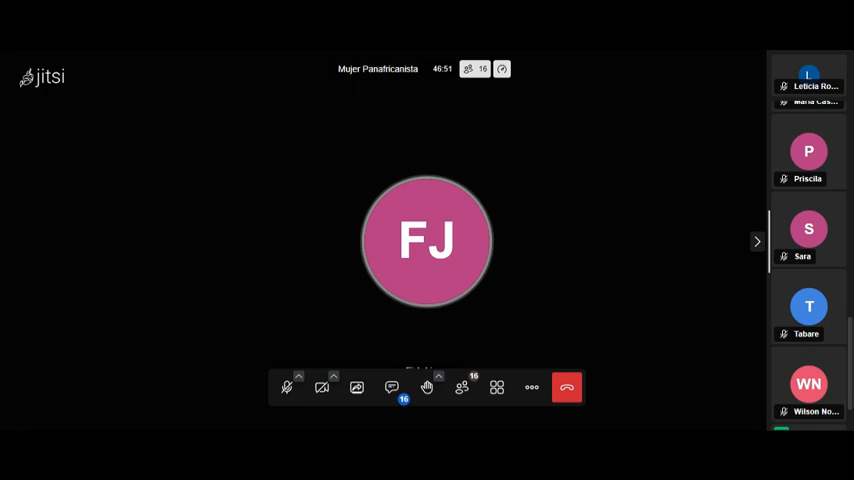 jitsi
Mujer Panafricanista
46:51
16
L
Leticia Ro...
P
Priscila
S
Sara
FJ
T
Tabare
WN
Wilson No...
16
16